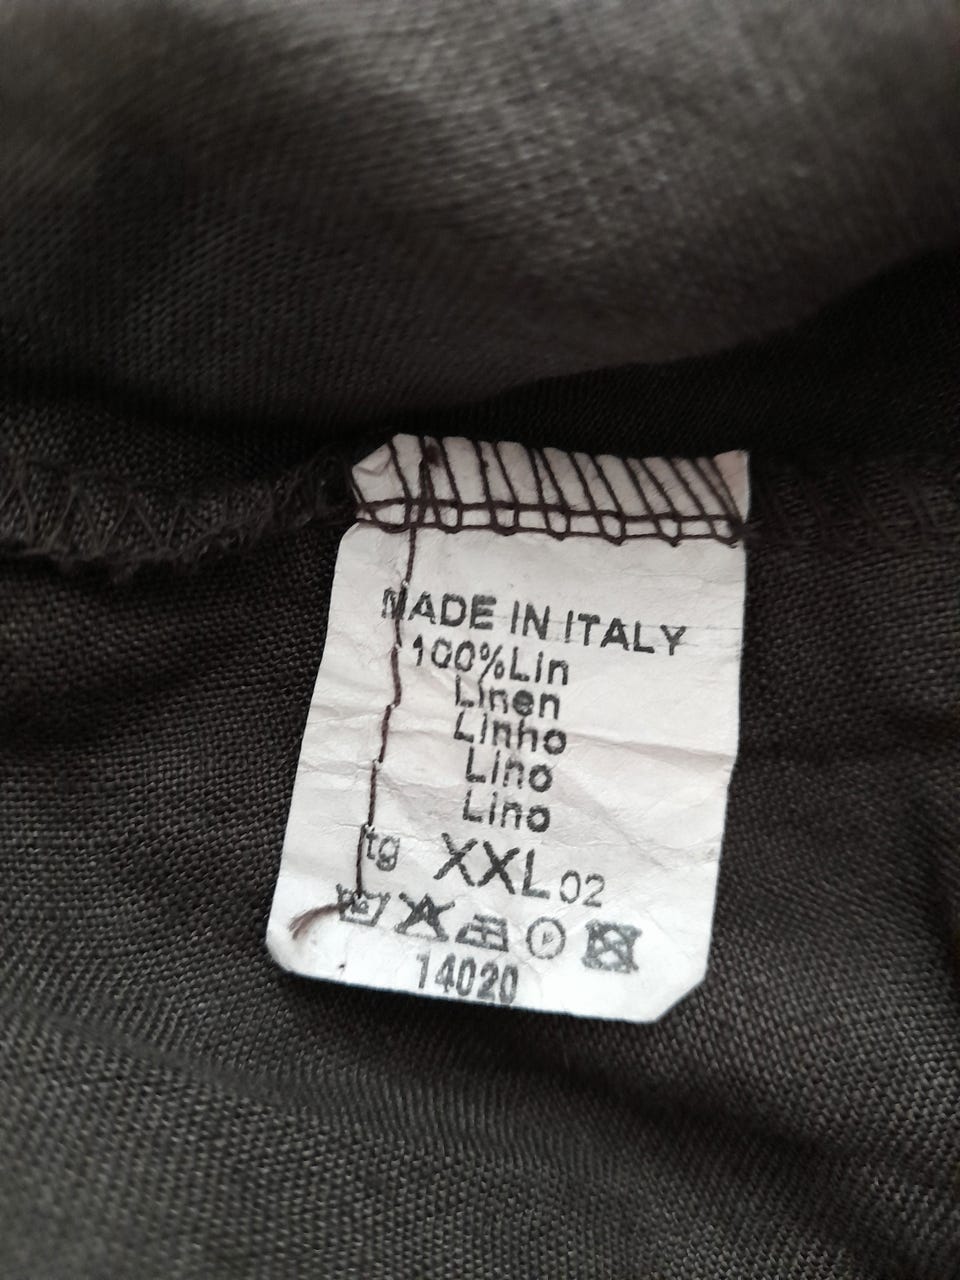 MADE IN ITALY
100%Lin
Linen
Linho
Lino
Lino
tg XXL 02
14020